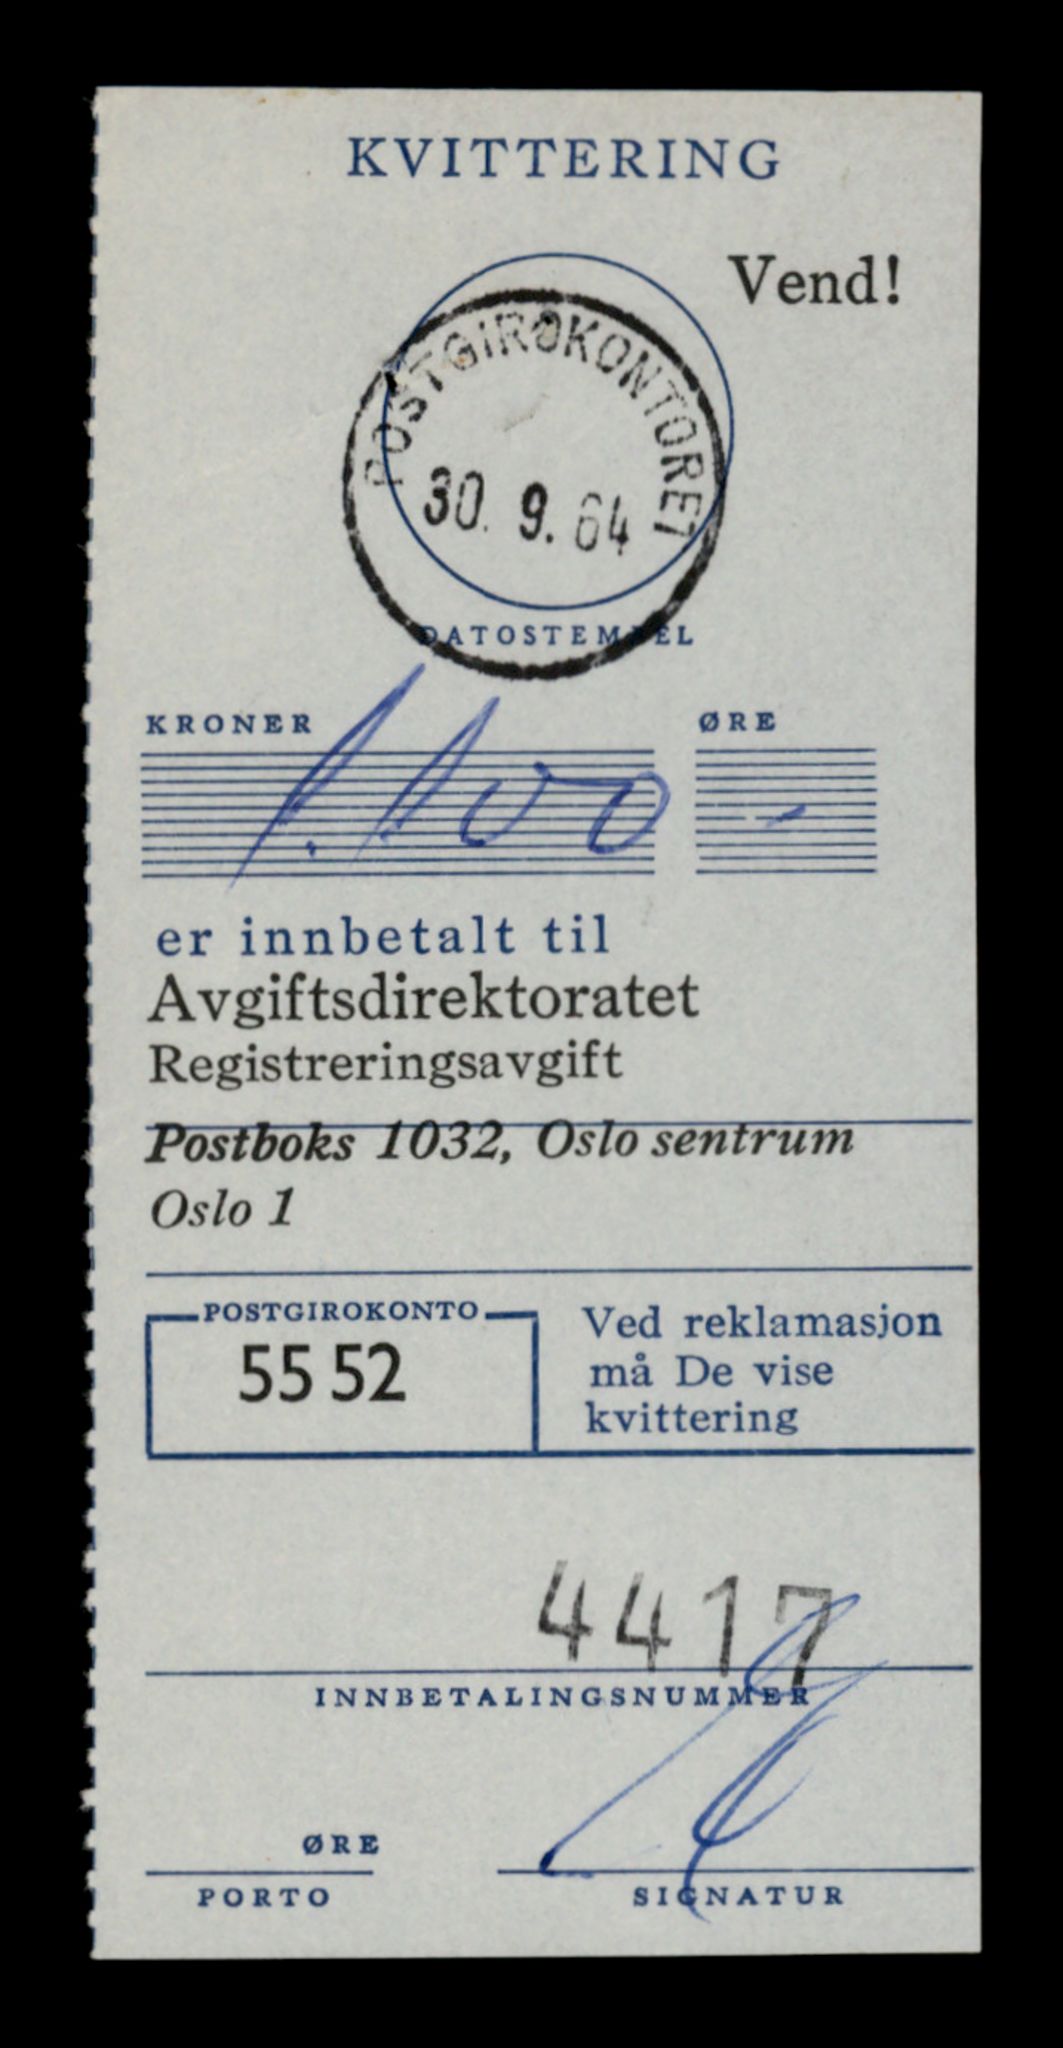 KVITTERING
Vend!
POSTGIROKONTORET
30. 9. 64
DATOSTEMPEL
KRONER ØRE
1.100 -
er innbetalt til
Avgiftsdirektoratet
Registreringsavgift
Postboks 1032, Oslo sentrum
Oslo 1
POSTGIROKONTO
55 52
Ved reklamasjon
må De vise
kvittering
4417
INNBETALINGSNUMMER
ØRE
PORTO SIGNATUR